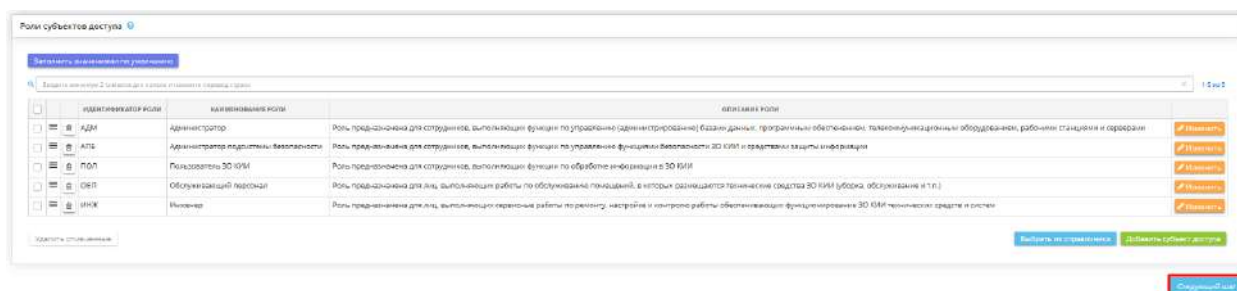 Роли субъектов доступа
Заполнить значениями по умолчанию
Введите минимум 2 символа для
1-5 из 5
ИДЕНТИФИКАТОР РОЛИ НАИМЕНОВАНИЕ РОЛИ ОПИСАНИЕ РОЛИ
АДМ Администратор Роль предназначена для сотрудников, выполняющих функции по управлению (администрированию) базами данных, программным обеспечением, телекоммуникационным оборудованием, рабочими станциями и серверами Изменить
АПБ Администратор подсистемы безопасности Роль предназначена для сотрудников, выполняющих функции по управлению функциями безопасности ЗО КИИ и средствами защиты информации Изменить
ПОЛ Пользователь ЗО КИИ Роль предназначена для сотрудников, выполняющих функции по обработке информации в ЗО КИИ Изменить
ОБП Обслуживающий персонал Роль предназначена для лиц, выполняющих работы по обслуживанию помещений, в которых размещаются технические средства ЗО КИИ (уборка, обслуживание и т.п.) Изменить
ИНЖ Инженер Роль предназначена для лиц, выполняющих сервисные работы по ремонту, настройке и контролю работы обеспечивающих функционирование ЗО КИИ технических средств и систем Изменить
Удалить отмеченные Выбрать из справочника Добавить субъект доступа
Следующий шаг